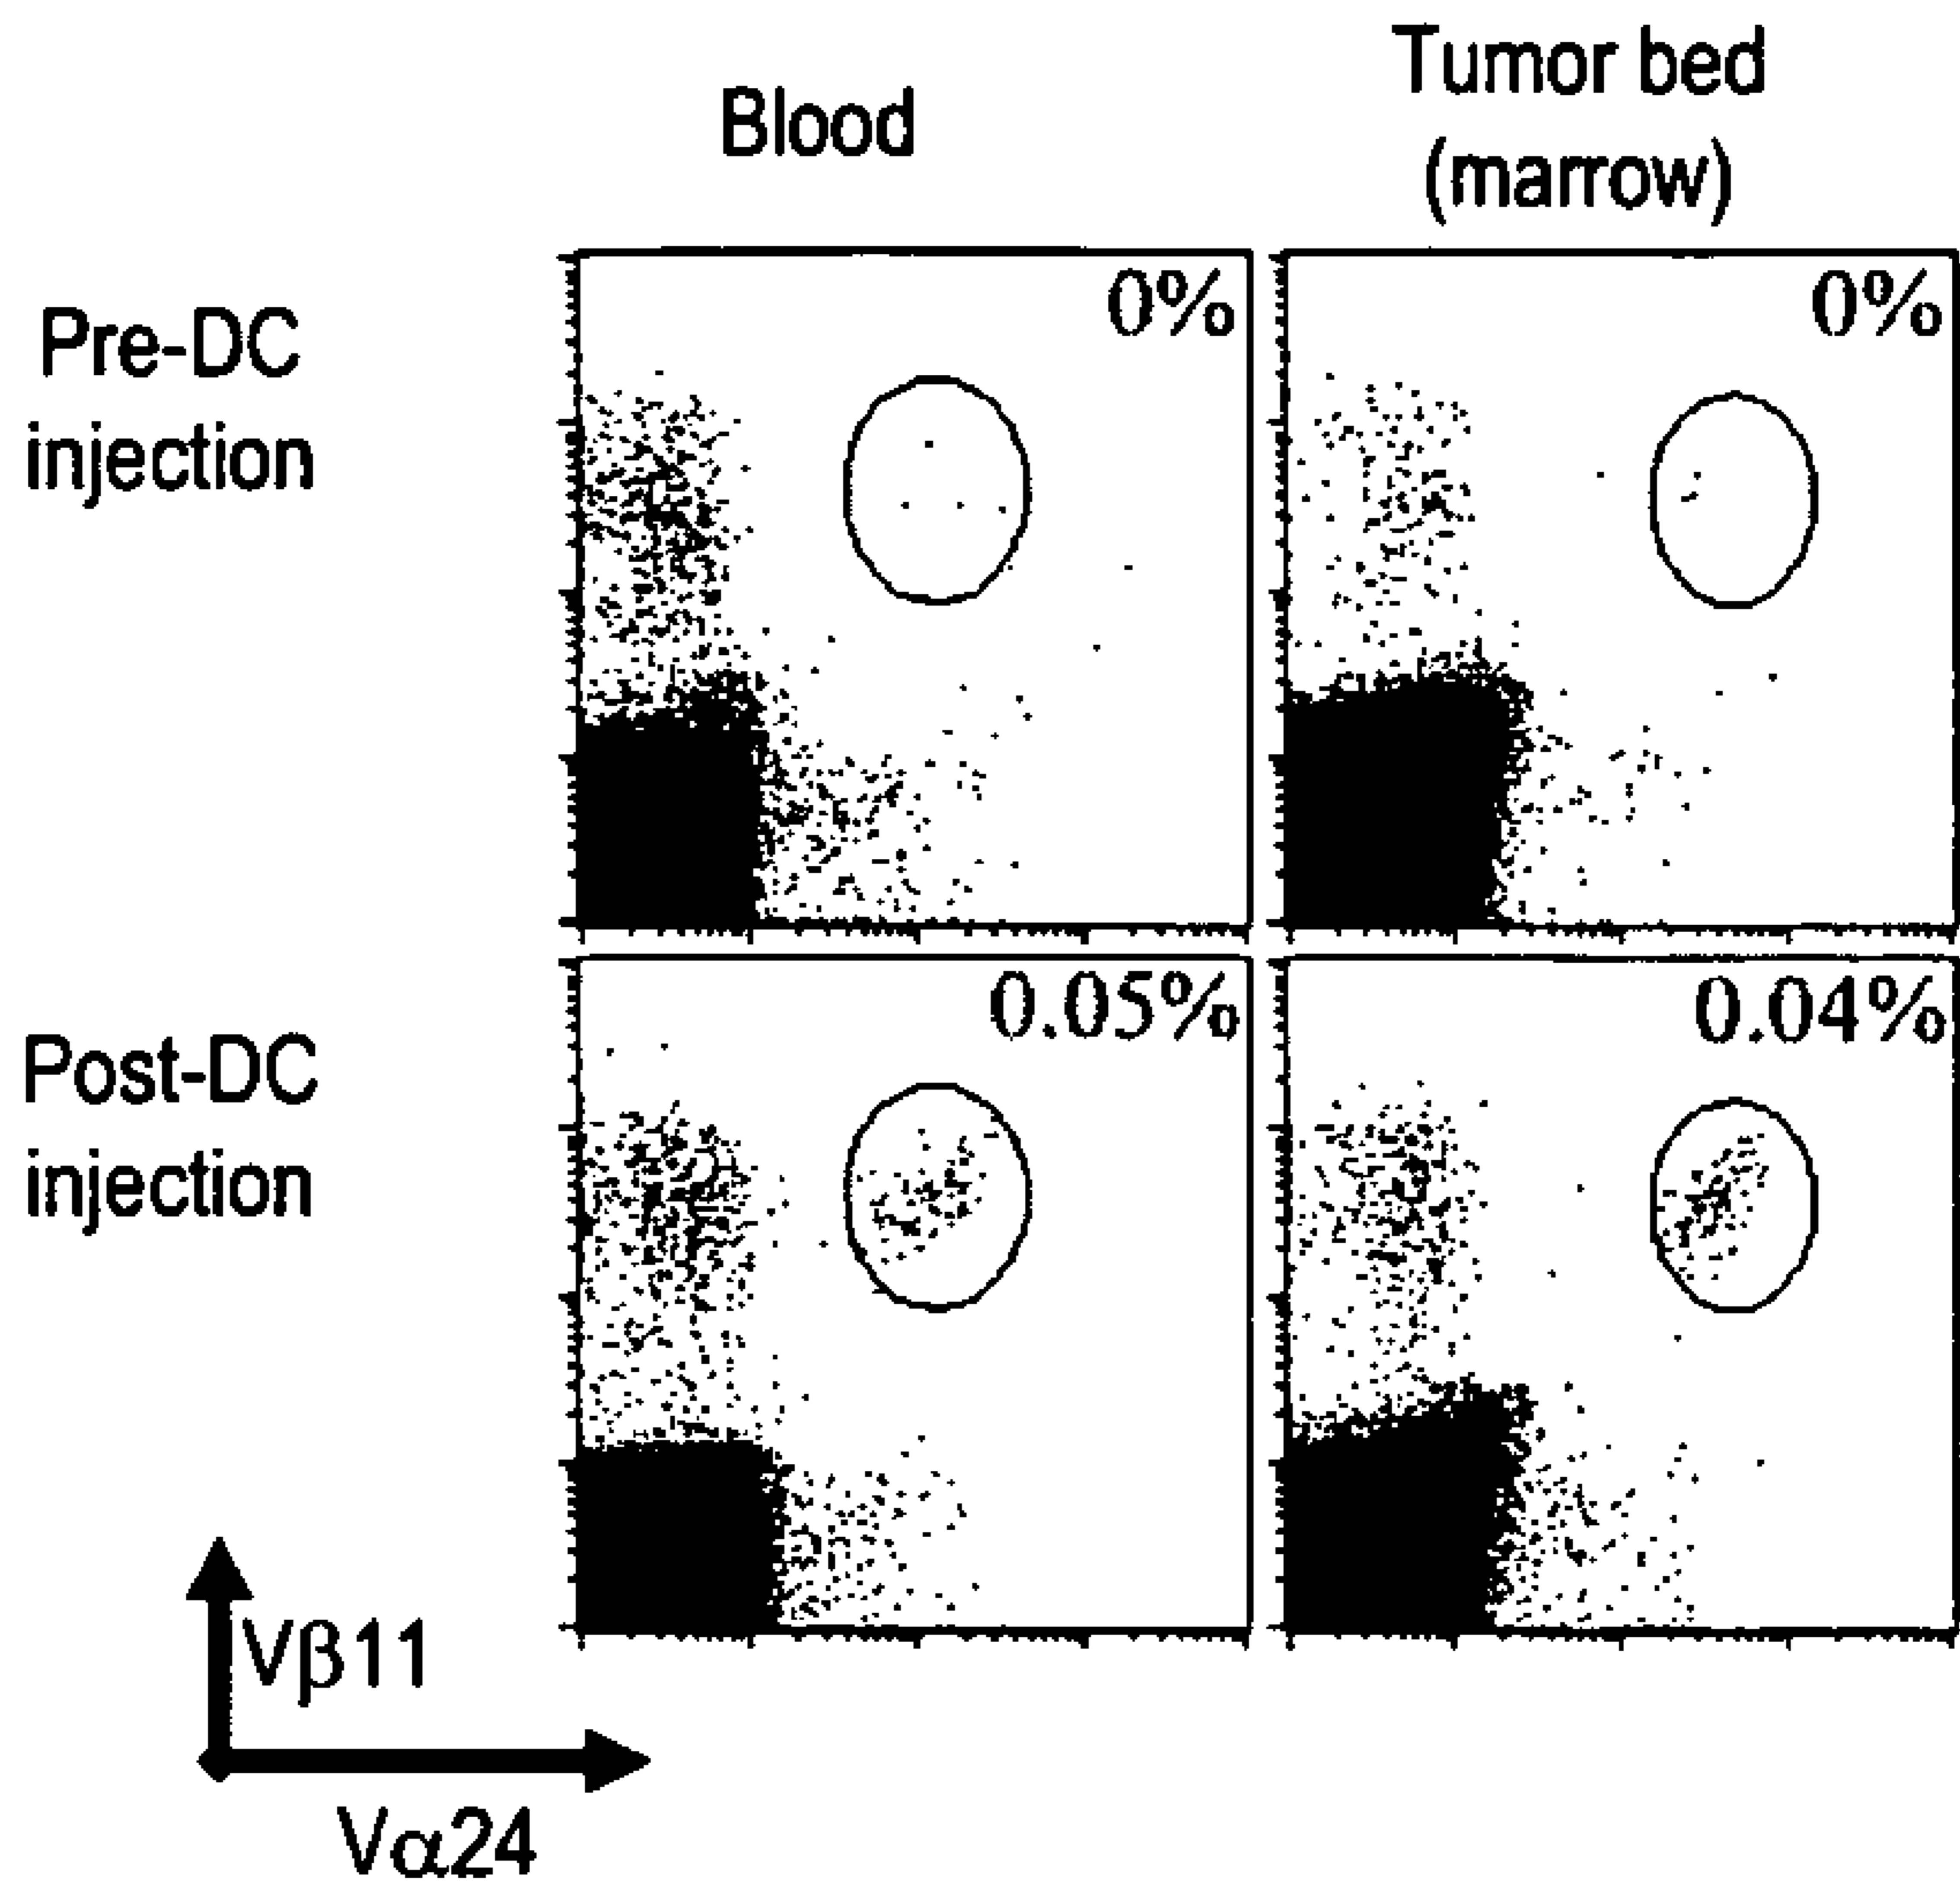 Blood
Tumor bed
(marrow)
Pre-DC
injection
0%
0%
Post-DC
injection
0.05%
0.04%
Vβ11
Vα24